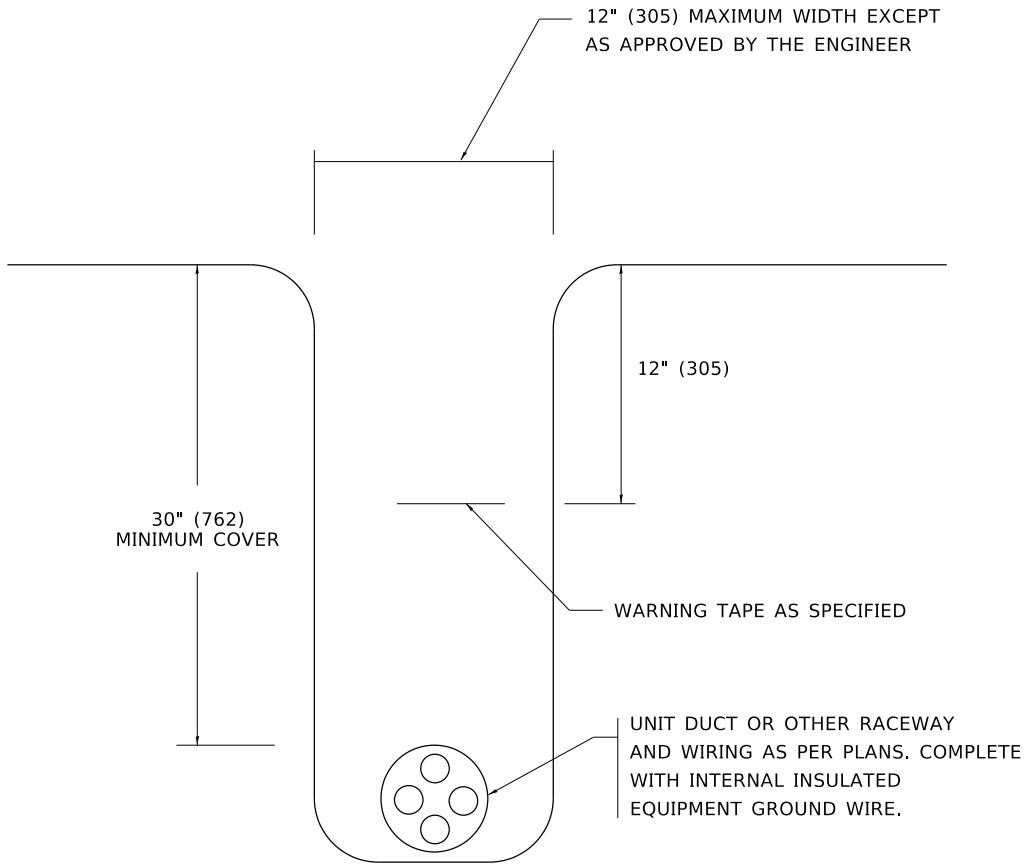 12" (305) MAXIMUM WIDTH EXCEPT
AS APPROVED BY THE ENGINEER
12" (305)
30" (762)
MINIMUM COVER
WARNING TAPE AS SPECIFIED
UNIT DUCT OR OTHER RACEWAY
AND WIRING AS PER PLANS. COMPLETE
WITH INTERNAL INSULATED
EQUIPMENT GROUND WIRE.